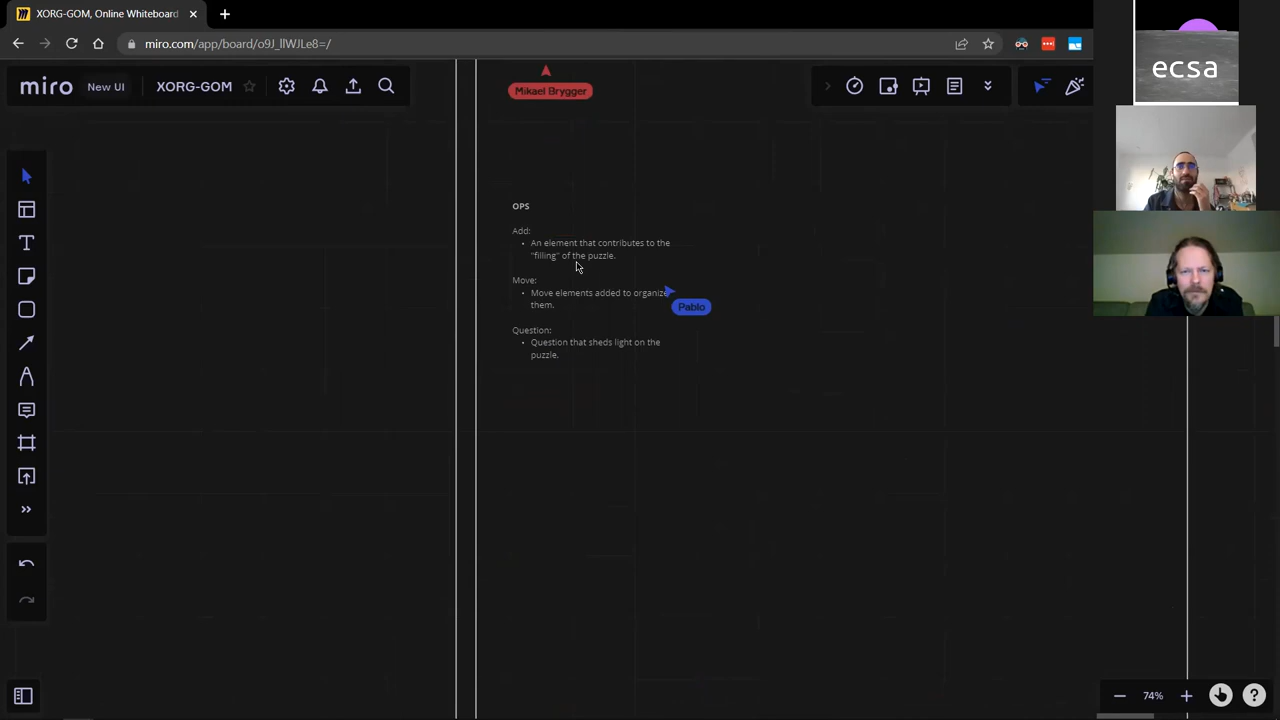 XORG-GOM, Online Whiteboard
miro.com/app/board/o9J_llWJLe8=/
miro
New UI
XORG-GOM
Mikael Brygger
ecsa
OPS
Add:
• An element that contributes to the
"filling" of the puzzle.
Move:
• Move elements added to organize
them.
Pablo
Question:
• Question that sheds light on the
puzzle.
74%